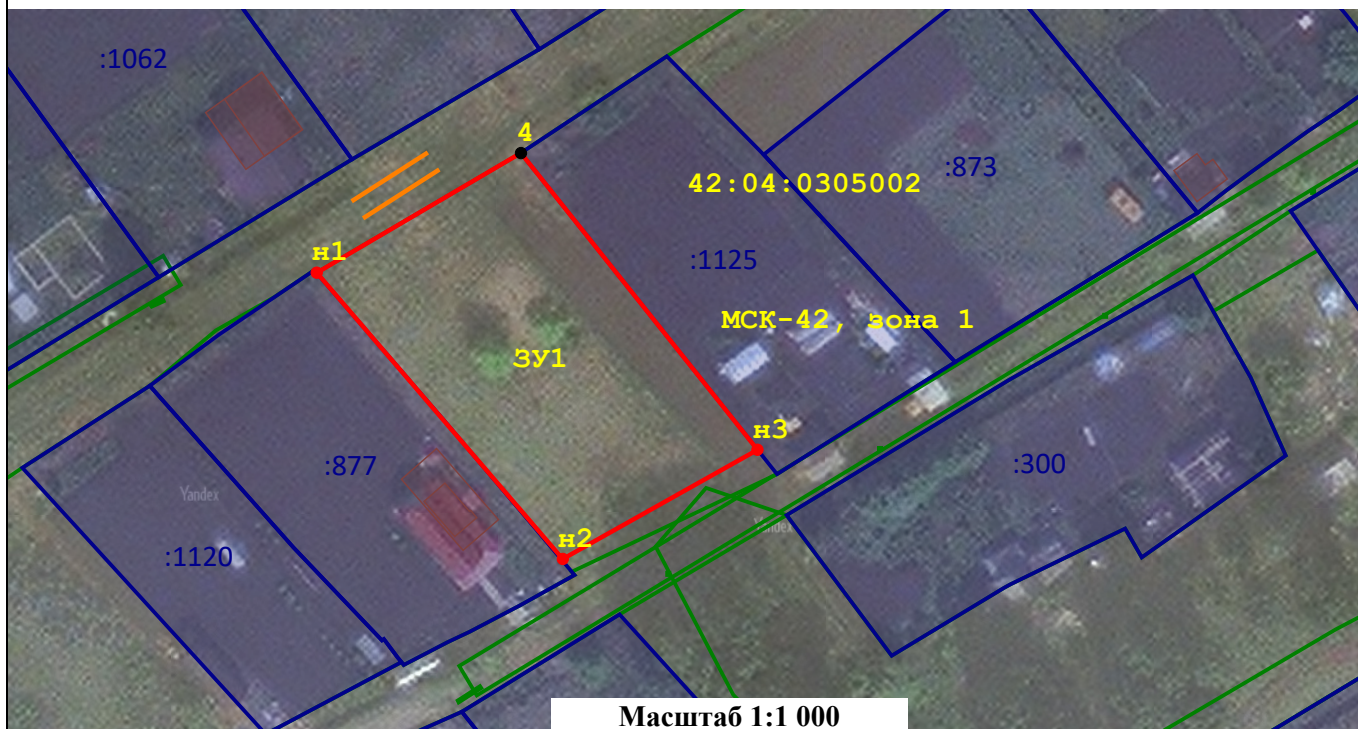 :1062
4
42:04:0305002
:873
н1
:1125
МСК-42, зона 1
ЗУ1
н3
:877
:300
Yandex
Yandex
н2
:1120
Масштаб 1:1 000